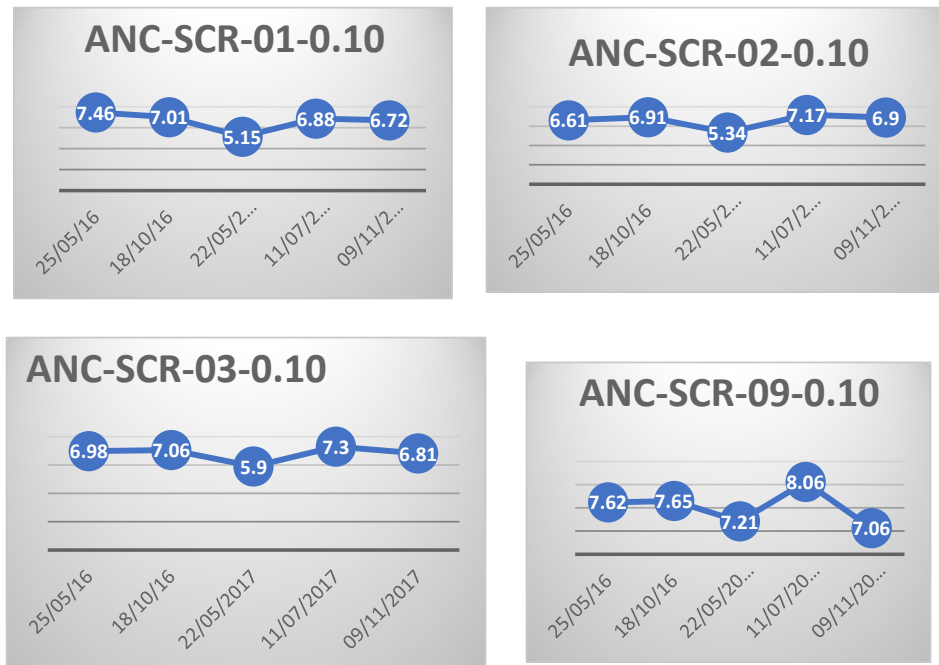 ANC-SCR-01-0.10
7.46 7.01 5.15 6.88 6.72
25/05/16 18/10/16 22/05/2... 11/07/2... 09/11/2...
ANC-SCR-02-0.10
6.61 6.91 5.34 7.17 6.9
25/05/16 18/10/16 22/05/2... 11/07/2... 09/11/2...
ANC-SCR-03-0.10
6.98 7.06 5.9 7.3 6.81
25/05/16 18/10/16 22/05/2017 11/07/2017 09/11/2017
ANC-SCR-09-0.10
7.62 7.65 7.21 8.06 7.06
25/05/16 18/10/16 22/05/20... 11/07/20... 09/11/20...